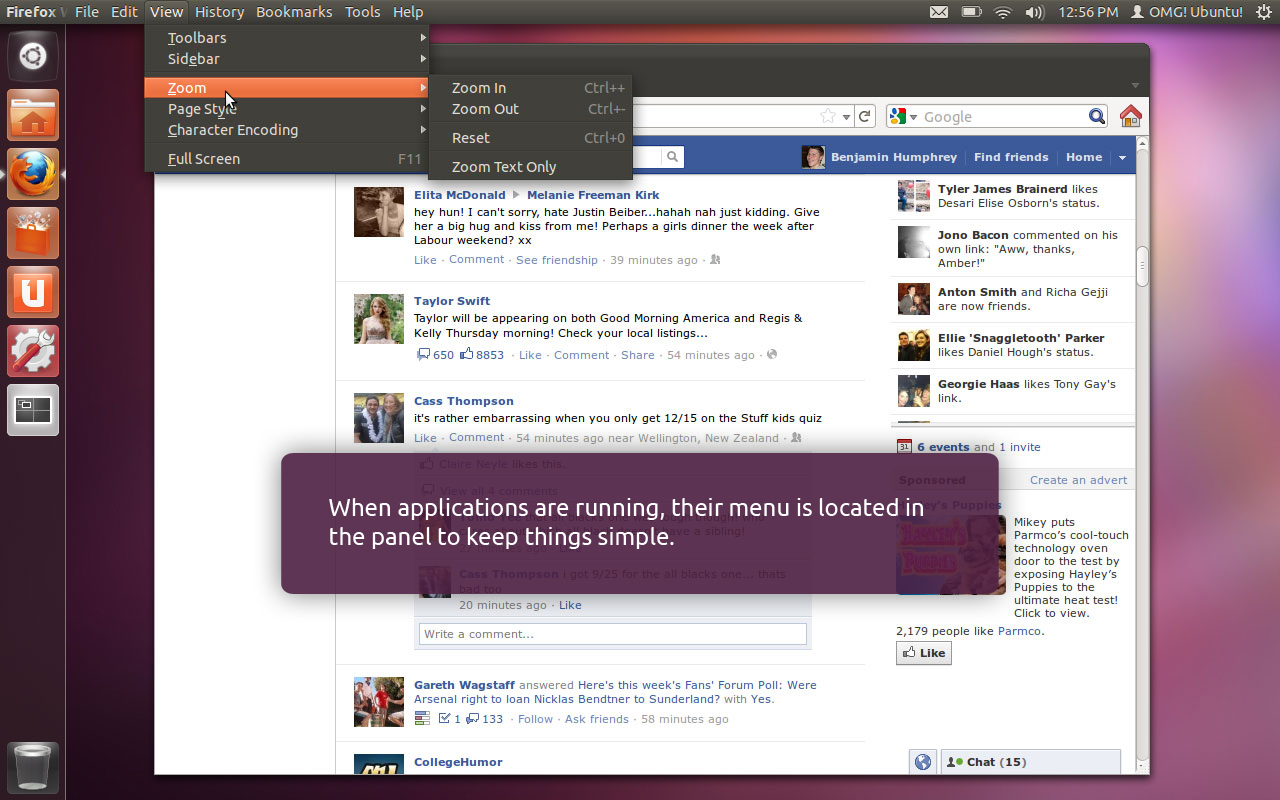 Firefox File Edit View History Bookmarks Tools Help 12:56 PM OMG! Ubuntu!
Toolbars
Sidebar
Zoom
Page Style
Character Encoding
Full Screen F11
Zoom In Ctrl++
Zoom Out Ctrl+-
Reset Ctrl+0
Zoom Text Only
Google
Benjamin Humphrey Find friends Home
Elita McDonald Melanie Freeman Kirk
hey hun! I can't sorry, hate Justin Beiber...hahah nah just kidding. Give
her a big hug and kiss from me! Perhaps a girls dinner the week after
Labour weekend? xx
Like · Comment · See friendship · 39 minutes ago ·
Taylor Swift
Taylor will be appearing on both Good Morning America and Regis &
Kelly Thursday morning! Check your local listings...
650 8853 · Like · Comment · Share · 54 minutes ago ·
Cass Thompson
it's rather embarrassing when you only get 12/15 on the Stuff kids quiz
Like · Comment · 54 minutes ago near Wellington, New Zealand ·
Claire Neyle likes this.
View all 4 comments
When applications are running, their menu is located in
the panel to keep things simple.
Cass Thompson i got 9/25 for the all blacks one... thats
bad too
20 minutes ago · Like
Write a comment...
Gareth Wagstaff answered Here's this week's Fans' Forum Poll: Were
Arsenal right to loan Nicklas Bendtner to Sunderland? with Yes.
1 133 · Follow · Ask friends · 58 minutes ago
CollegeHumor
Tyler James Brainerd likes
Desari Elise Osborn's status.
Jono Bacon commented on
his own link: "Aww, thanks,
Amber!"
Anton Smith and Richa Gejji
are now friends.
Ellie 'Snaggletooth' Parker
likes Daniel Hough's status.
Georgie Haas likes Tony Gay's
link.
31 6 events and 1 invite
Sponsored Create an advert
Hayley's Puppies
Mikey puts
Parmco's cool-touch
technology oven
door to the test by
exposing Hayley's
Puppies to the
ultimate heat test!
Click to view.
2,179 people like Parmco.
Like
Chat (15)